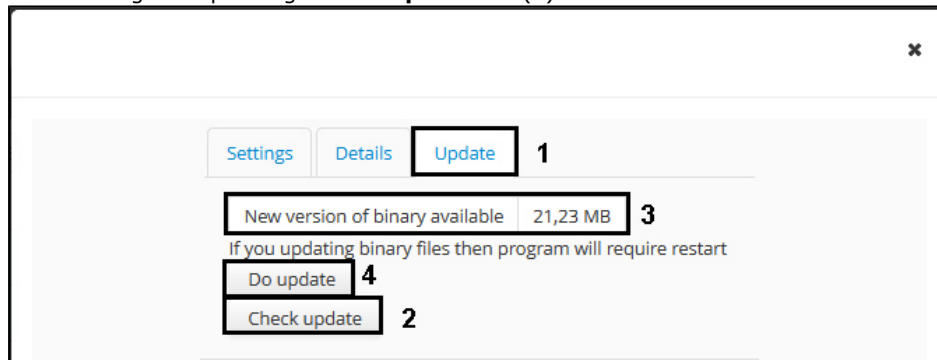 ✖
Settings Details Update 1
New version of binary available 21,23 MB 3
If you updating binary files then program will require restart
Do update 4
Check update 2